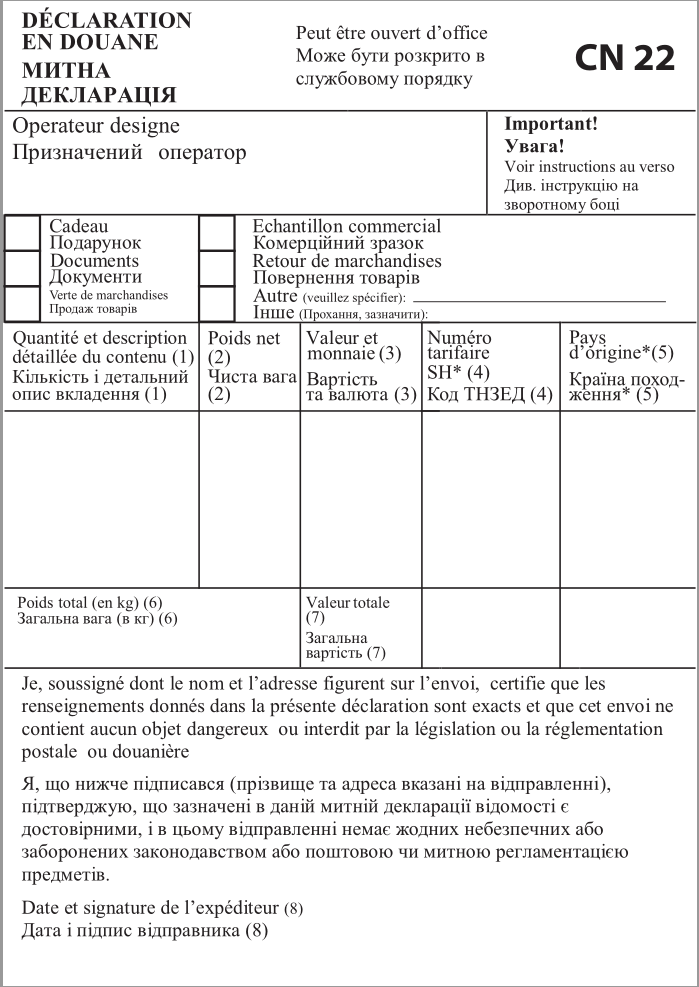 DÉCLARATION
EN DOUANE
МИТНА
ДЕКЛАРАЦІЯ
Peut être ouvert d’office
Може бути розкрито в
службовому порядку
CN 22
Operateur designe
Призначений оператор
Important!
Увага!
Voir instructions au verso
Див. інструкцію на
зворотному боці
Cadeau
Подарунок
Documents
Документи
Verte de marchandises
Продаж товарів
Echantillon commercial
Комерційний зразок
Retour de marchandises
Повернення товарів
Autre (veuillez spécifier):
Інше (Прохання, зазначити):
Quantité et description
détaillée du contenu (1)
Кількість і детальний
опис вкладення (1)
Poids net
(2)
Чиста вага
(2)
Valeur et
monnaie (3)
Вартість
та валюта (3)
Numéro
tarifaire
SH* (4)
Код ТНЗЕД (4)
Pays
d’origine*(5)
Країна поход-
ження* (5)
Poids total (en kg) (6)
Загальна вага (в кг) (6)
Valeur totale
(7)
Загальна
вартість (7)
Je, soussigné dont le nom et l’adresse figurent sur l’envoi, certifie que les
renseignements donnés dans la présente déclaration sont exacts et que cet envoi ne
contient aucun objet dangereux ou interdit par la législation ou la réglementation
postale ou douanière
Я, що нижче підписався (прізвище та адреса вказані на відправленні),
підтверджую, що зазначені в даній митній декларації відомості є
достовірними, і в цьому відправленні немає жодних небезпечних або
заборонених законодавством або поштовою чи митною регламентацією
предметів.
Date et signature de l’expéditeur (8)
Дата і підпис відправника (8)